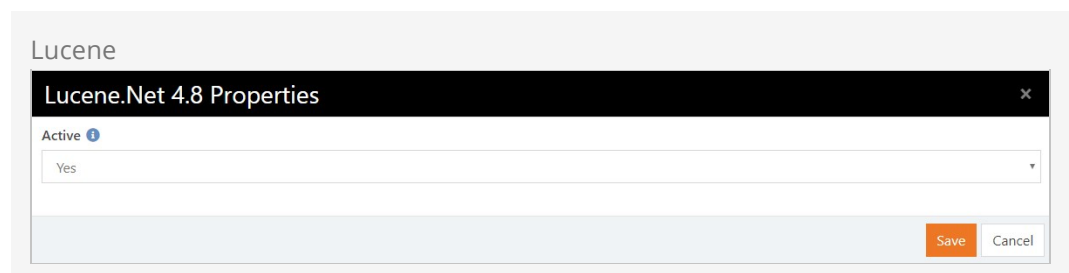 Lucene
Lucene.Net 4.8 Properties ×
Active
Yes
Save Cancel